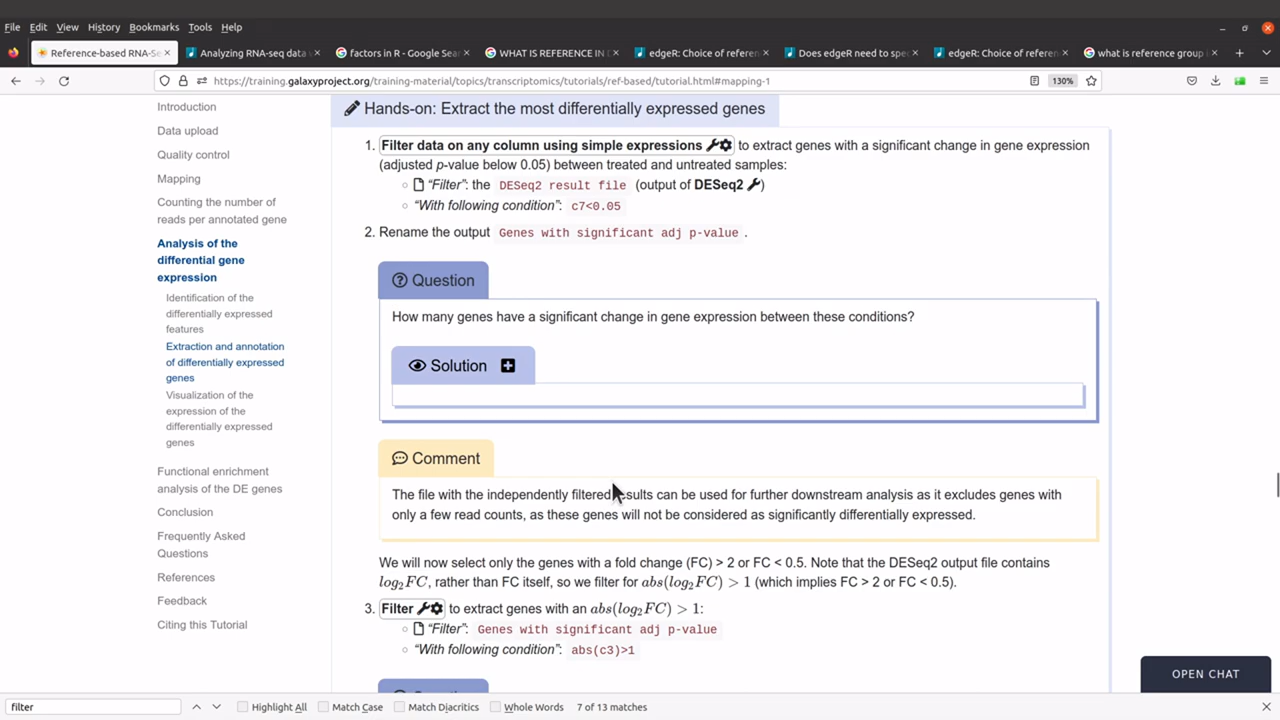 File Edit View History Bookmarks Tools Help
Reference-based RNA-Se
Analyzing RNA-seq data
factors in R - Google Sea
WHAT IS REFERENCE IN
edgeR: Choice of referen
Does edgeR need to spec
edgeR: Choice of referen
what is reference group i
https://training.galaxyproject.org/training-material/topics/transcriptomics/tutorials/ref-based/tutorial.html#mapping-1
130%
Introduction
Data upload
Quality control
Mapping
Counting the number of
reads per annotated gene
Analysis of the
differential gene
expression
Identification of the
differentially expressed
features
Extraction and annotation
of differentially expressed
genes
Visualization of the
expression of the
differentially expressed
genes
Functional enrichment
analysis of the DE genes
Conclusion
Frequently Asked
Questions
References
Feedback
Citing this Tutorial
Hands-on: Extract the most differentially expressed genes
1. Filter data on any column using simple expressions to extract genes with a significant change in gene expression
(adjusted p-value below 0.05) between treated and untreated samples:
“Filter”: the DESeq2 result file (output of DESeq2 )
“With following condition”: c7<0.05
2. Rename the output Genes with significant adj p-value .
Question
How many genes have a significant change in gene expression between these conditions?
Solution
Comment
The file with the independently filtered results can be used for further downstream analysis as it excludes genes with
only a few read counts, as these genes will not be considered as significantly differentially expressed.
We will now select only the genes with a fold change (FC) > 2 or FC < 0.5. Note that the DESeq2 output file contains
log₂FC, rather than FC itself, so we filter for abs(log₂FC) > 1 (which implies FC > 2 or FC < 0.5).
3. Filter to extract genes with an abs(log₂FC) > 1:
“Filter”: Genes with significant adj p-value
“With following condition”: abs(c3)>1
OPEN CHAT
filter
Highlight All Match Case Match Diacritics Whole Words 7 of 13 matches